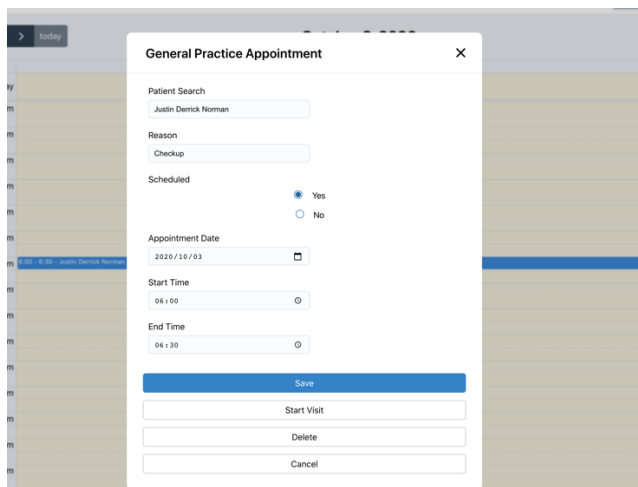 today
General Practice Appointment
Patient Search
Justin Derrick Norman
Reason
Checkup
Scheduled
Yes
No
Appointment Date
2020/10/03
6:00 - 6:30 - Justin Derrick Norman
Start Time
06:00
End Time
06:30
Save
Start Visit
Delete
Cancel